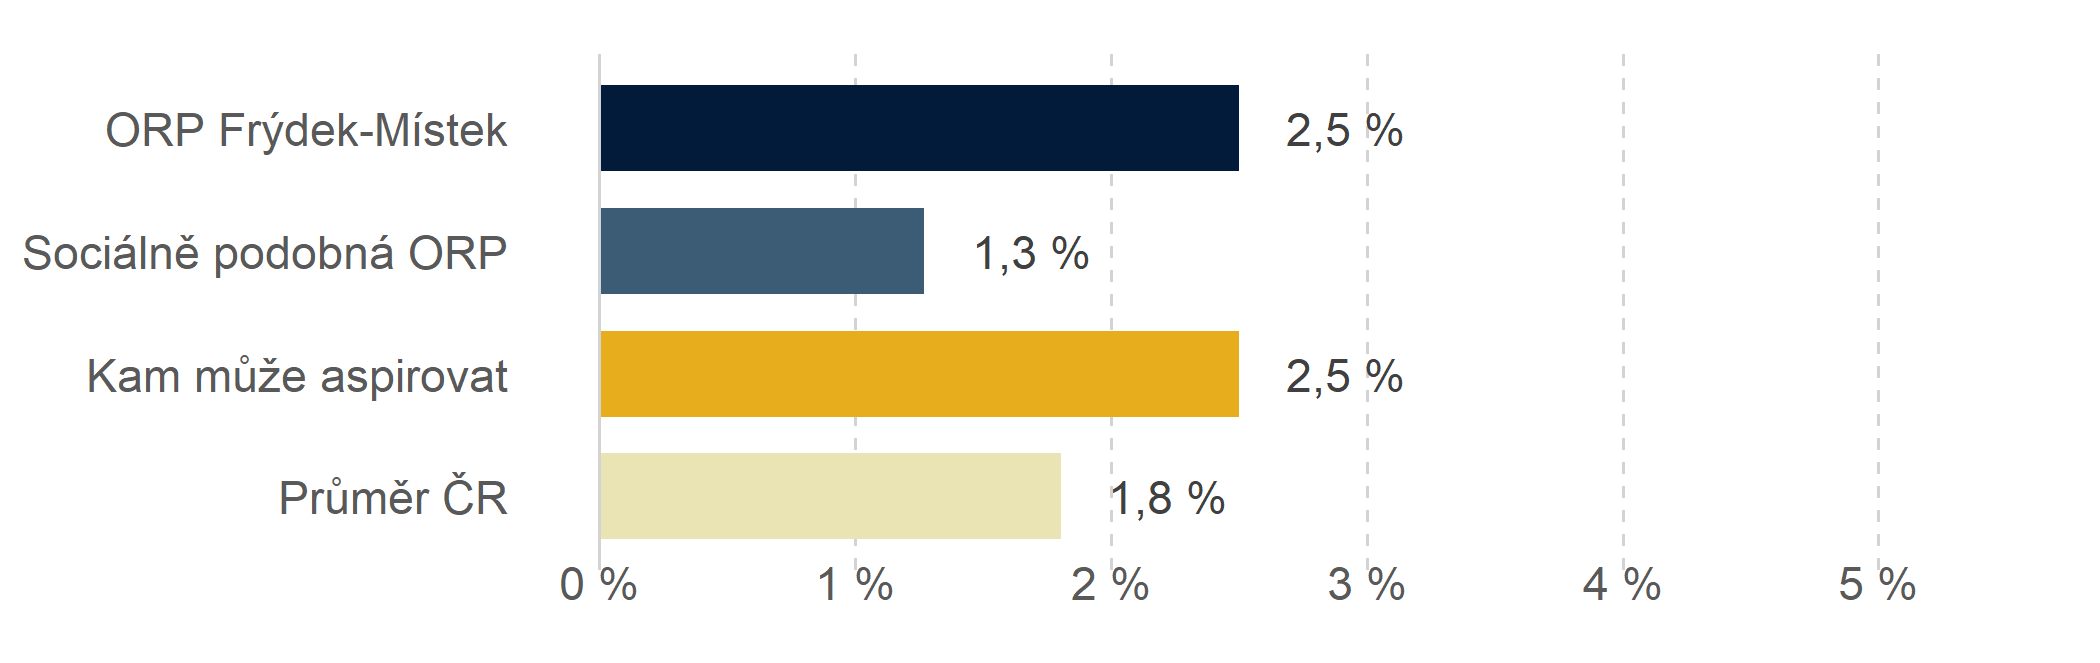 ORP Frýdek-Místek
2,5 %
Sociálně podobná ORP
1,3 %
Kam může aspirovat
2,5 %
Průměr ČR
1,8 %
0 % 1 % 2 % 3 % 4 % 5 %